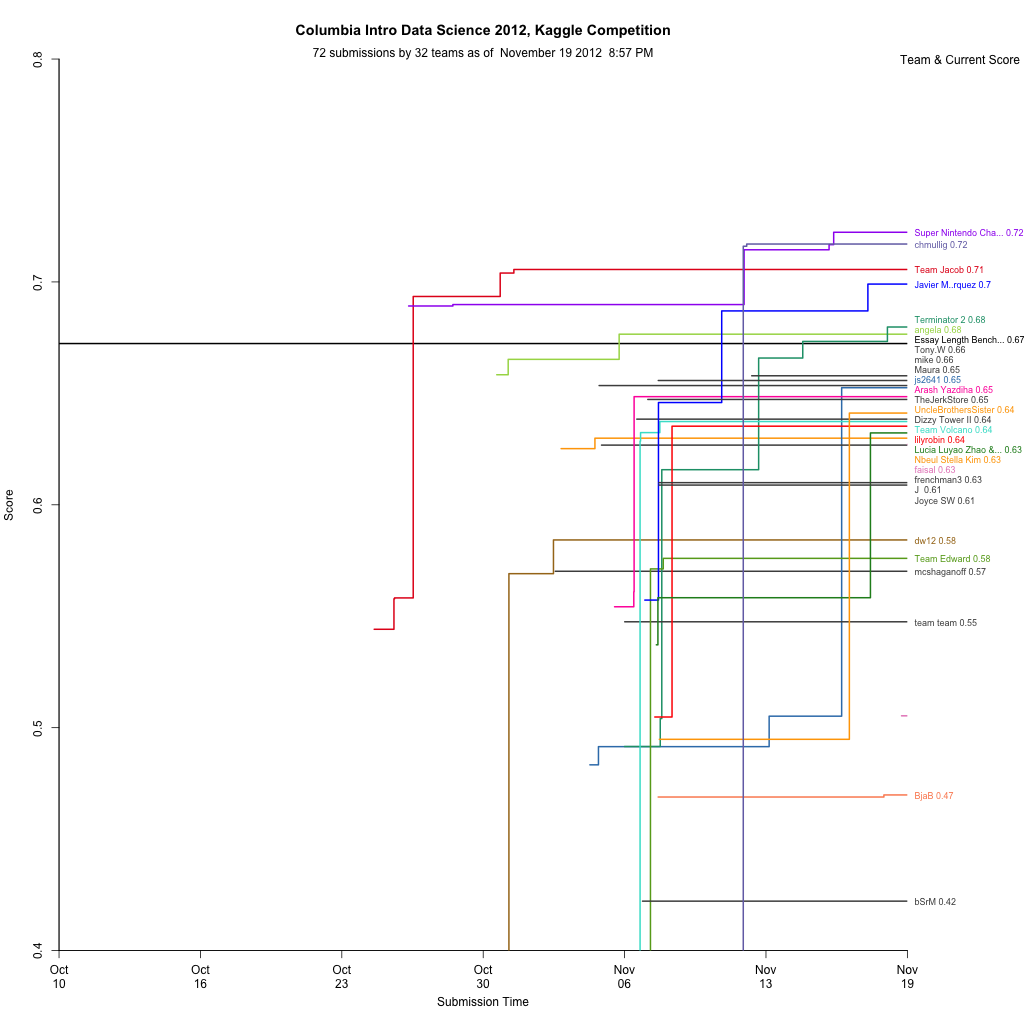 Columbia Intro Data Science 2012, Kaggle Competition
72 submissions by 32 teams as of  November 19 2012  8:57 PM
Team & Current Score
0.8
0.7
0.6
0.5
0.4
Score
Super Nintendo Cha... 0.72
chmullig 0.72
Team Jacob 0.71
Javier M..rquez 0.7
Terminator 2 0.68
angela 0.68
Essay Length Bench... 0.67
Tony.W 0.66
mike 0.66
Maura 0.65
js2641 0.65
Arash Yazdiha 0.65
TheJerkStore 0.65
UncleBrothersSister 0.64
Dizzy Tower II 0.64
Team Volcano 0.64
lilyrobin 0.64
Lucia Luyao Zhao &... 0.63
Nbeul Stella Kim 0.63
faisal 0.63
frenchman3 0.63
J  0.61
Joyce SW 0.61
dw12 0.58
Team Edward 0.58
mcshaganoff 0.57
team team 0.55
BjaB 0.47
bSrM 0.42
Oct 10
Oct 16
Oct 23
Oct 30
Nov 06
Nov 13
Nov 19
Submission Time